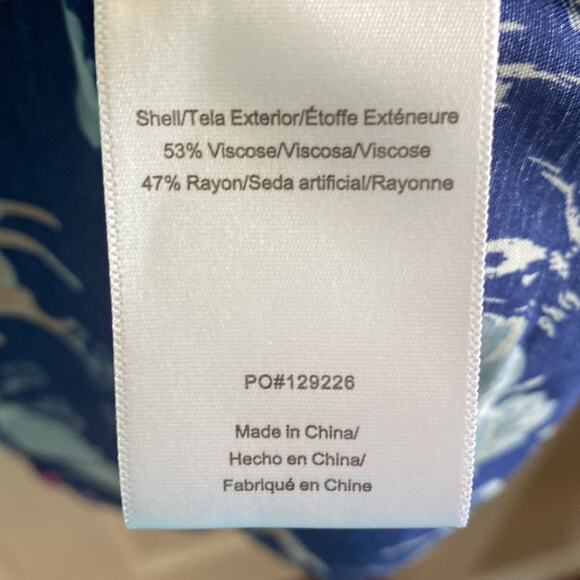 Shell/Tela Exterior/Étoffe Exténeure
53% Viscose/Viscosa/Viscose
47% Rayon/Seda artificial/Rayonne
PO#129226
Made in China/
Hecho en China/
Fabriqué en Chine